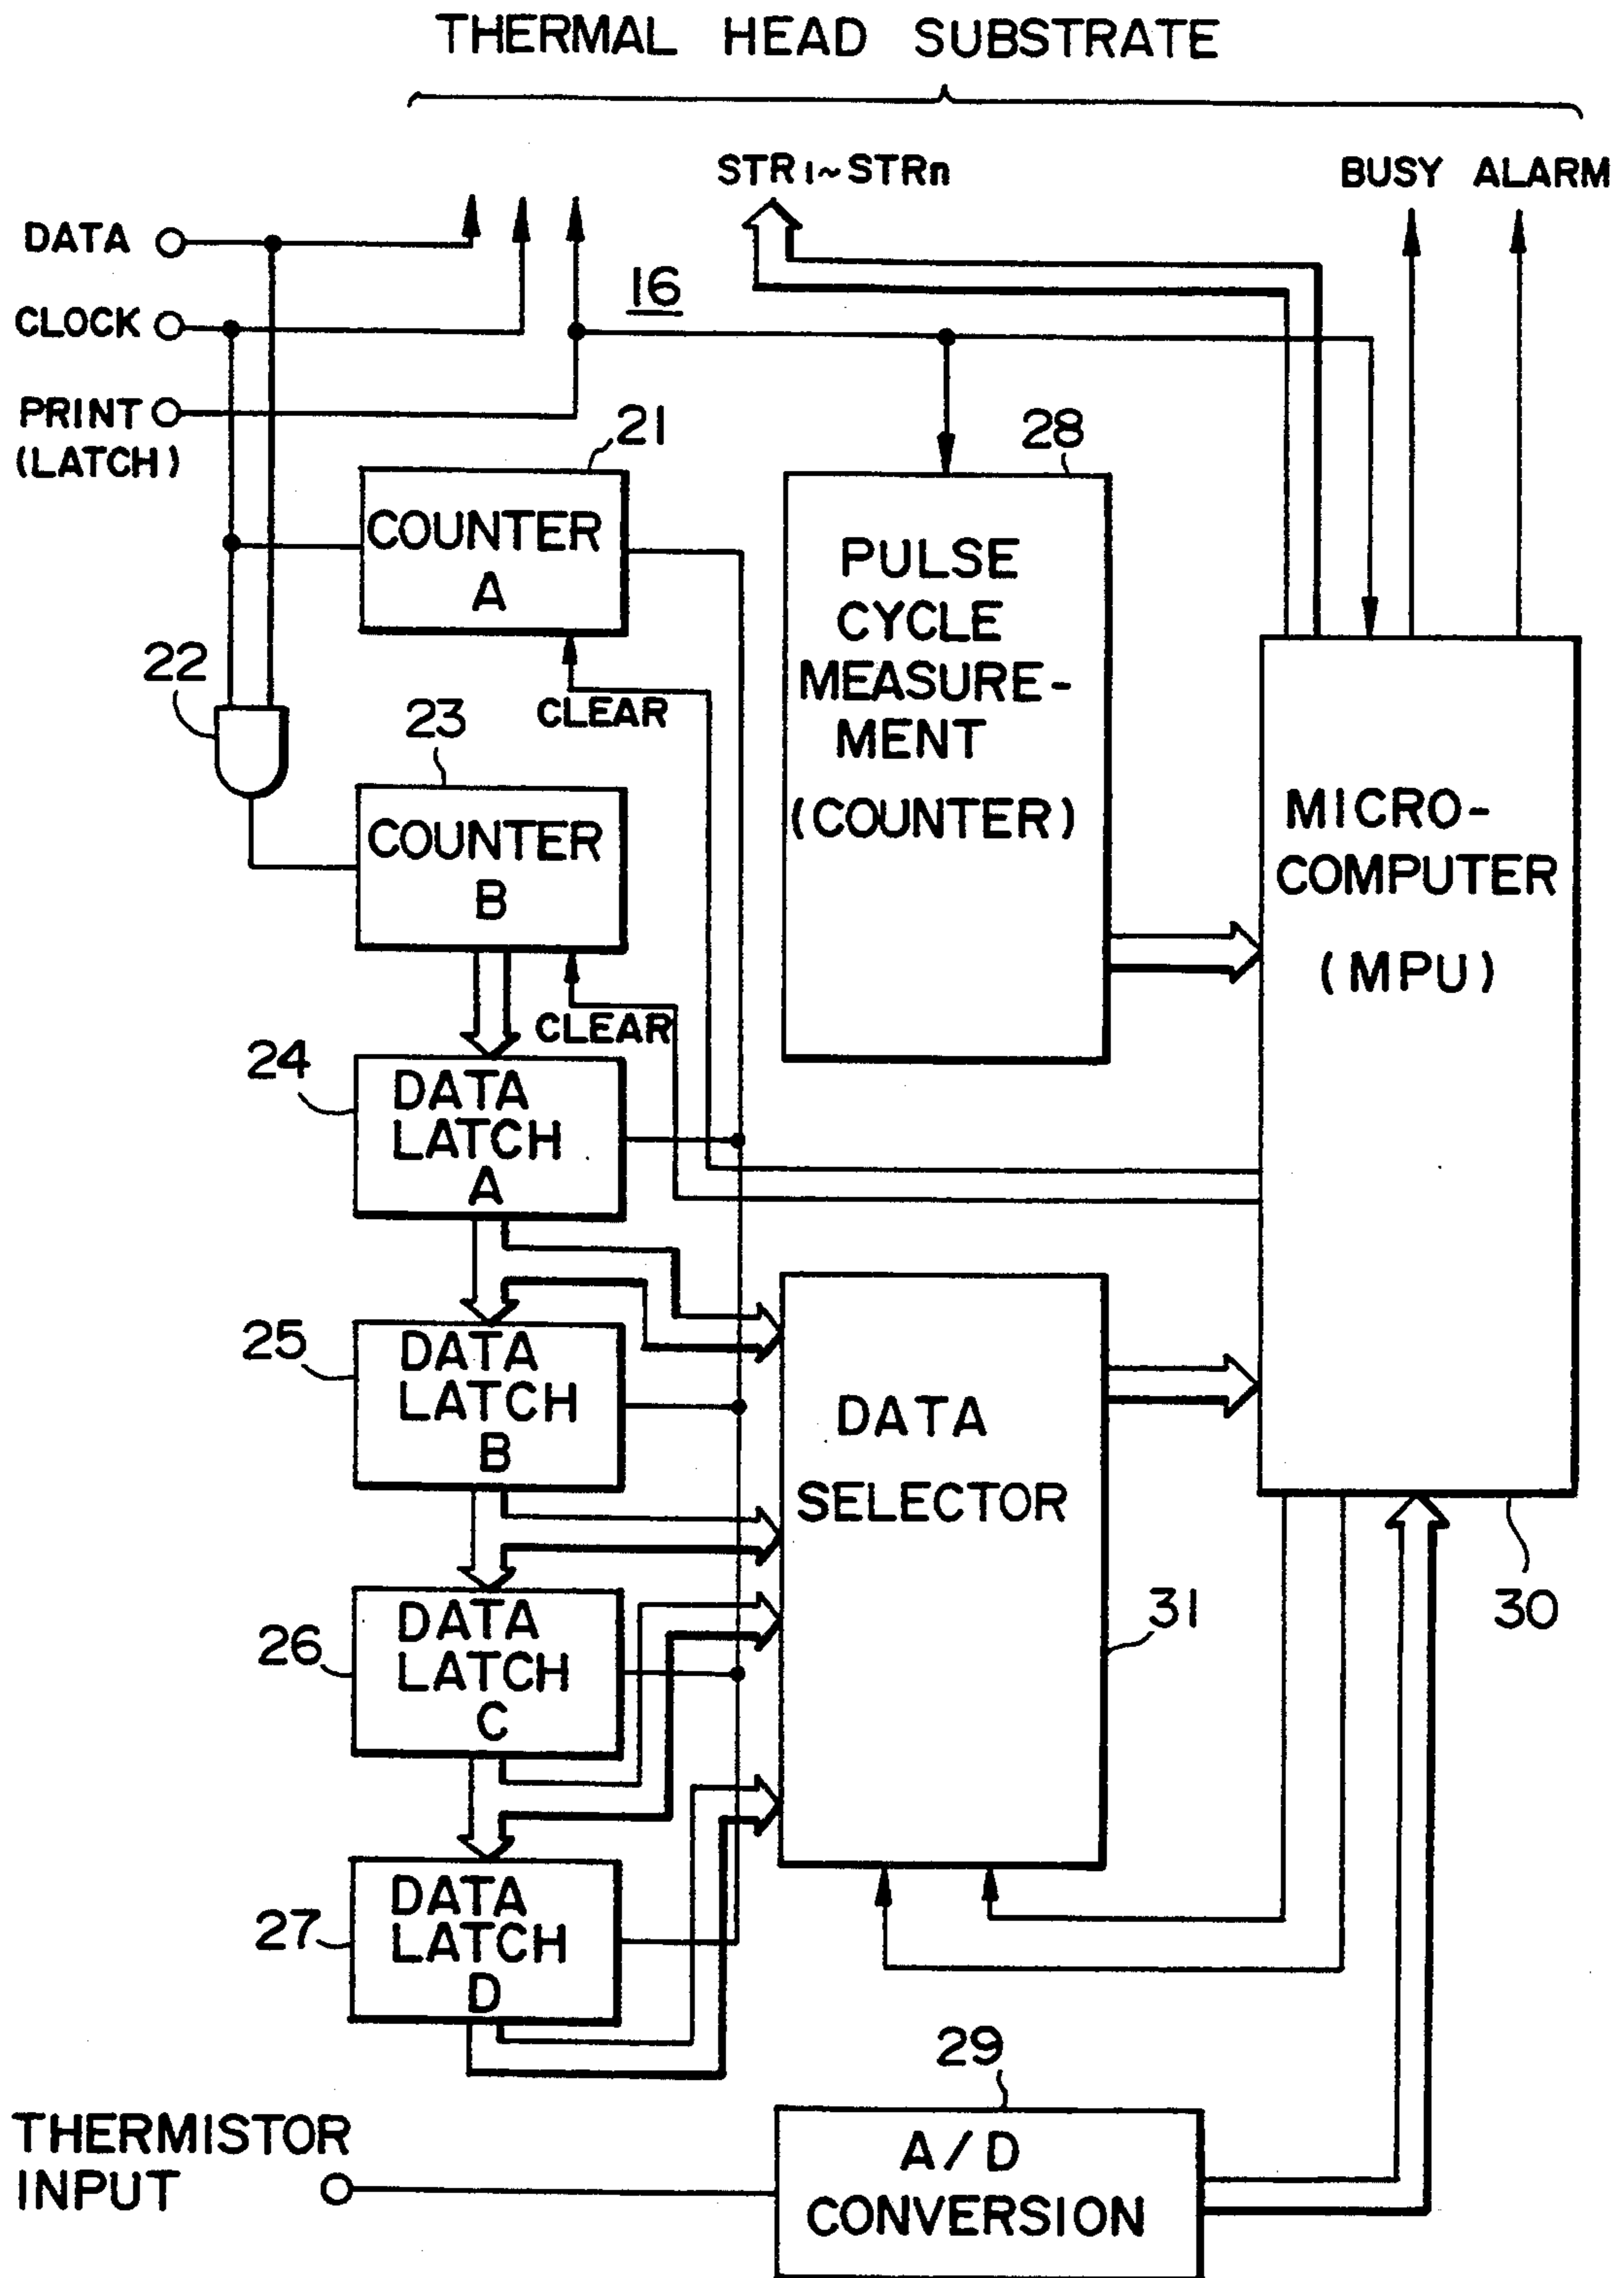 THERMAL HEAD SUBSTRATE
STR1~STRn
BUSY ALARM
DATA
CLOCK
16
PRINT
(LATCH)
21
28
COUNTER
A
PULSE
CYCLE
MEASURE-
MENT
(COUNTER)
22
CLEAR
23
COUNTER
B
MICRO-
COMPUTER
(MPU)
CLEAR
24
DATA
LATCH
A
25
DATA
LATCH
B
DATA
SELECTOR
26
DATA
LATCH
C
31
30
27
DATA
LATCH
D
29
THERMISTOR
INPUT
A/D
CONVERSION